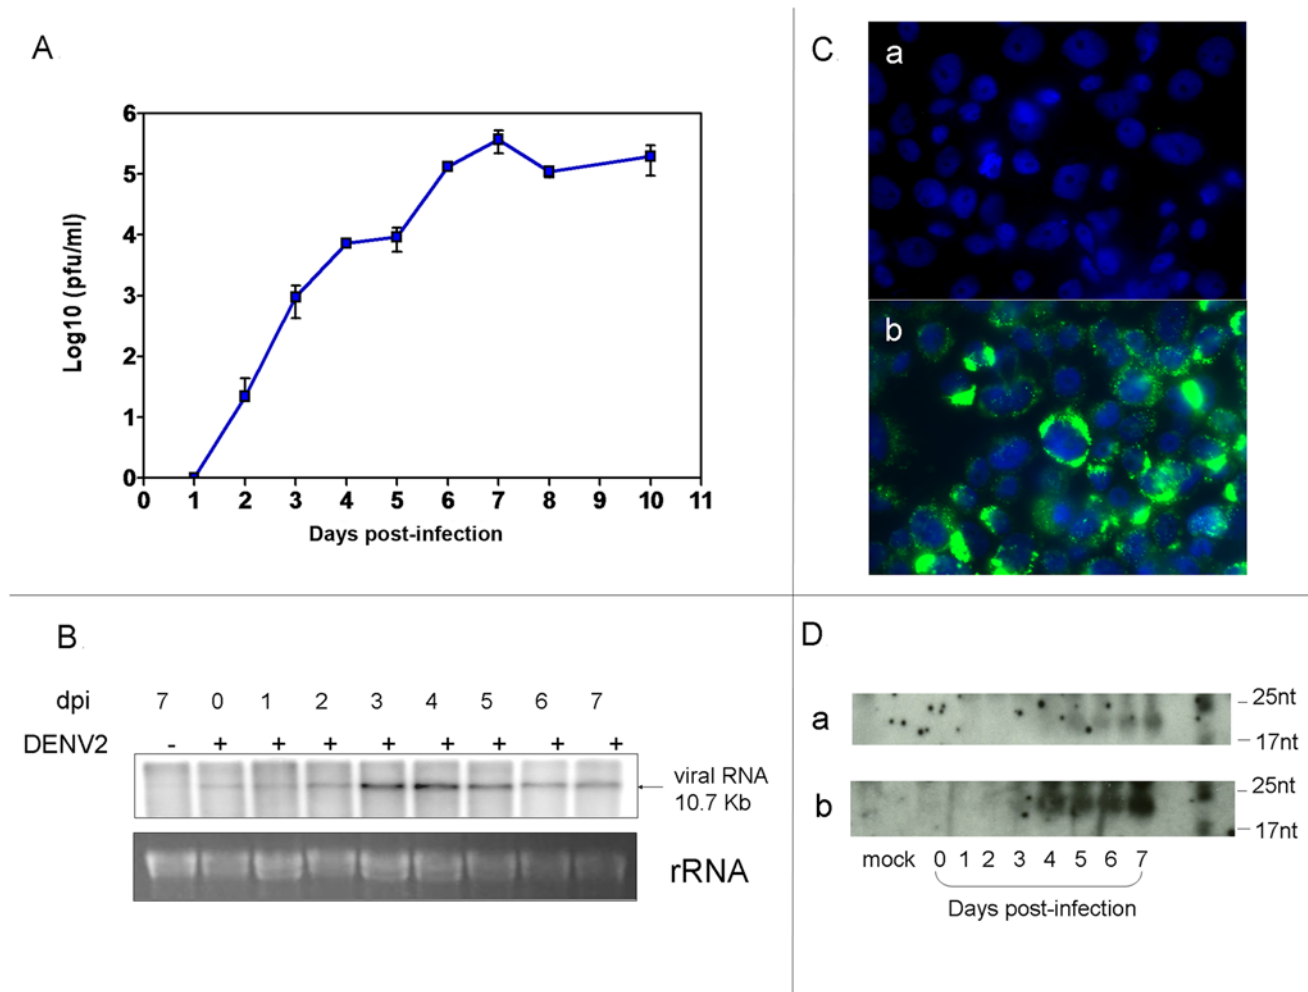 A
6
5
4
3
2
1
0
Log10 (pfu/ml)
0 1 2 3 4 5 6 7 8 9 10 11
Days post-infection
B
dpi 7 0 1 2 3 4 5 6 7
DENV2 - + + + + + + + +
viral RNA
10.7 Kb
rRNA
C
a
b
D
a
25nt
17nt
b
25nt
17nt
mock 0 1 2 3 4 5 6 7
Days post-infection